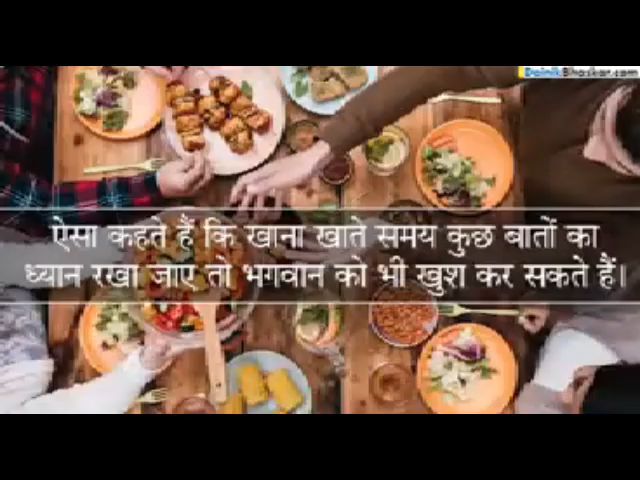 DainikBhaskar.com
ऐसा कहते हैं कि खाना खाते समय कुछ बातों का
ध्यान रखा जाए तो भगवान को भी खुश कर सकते हैं।